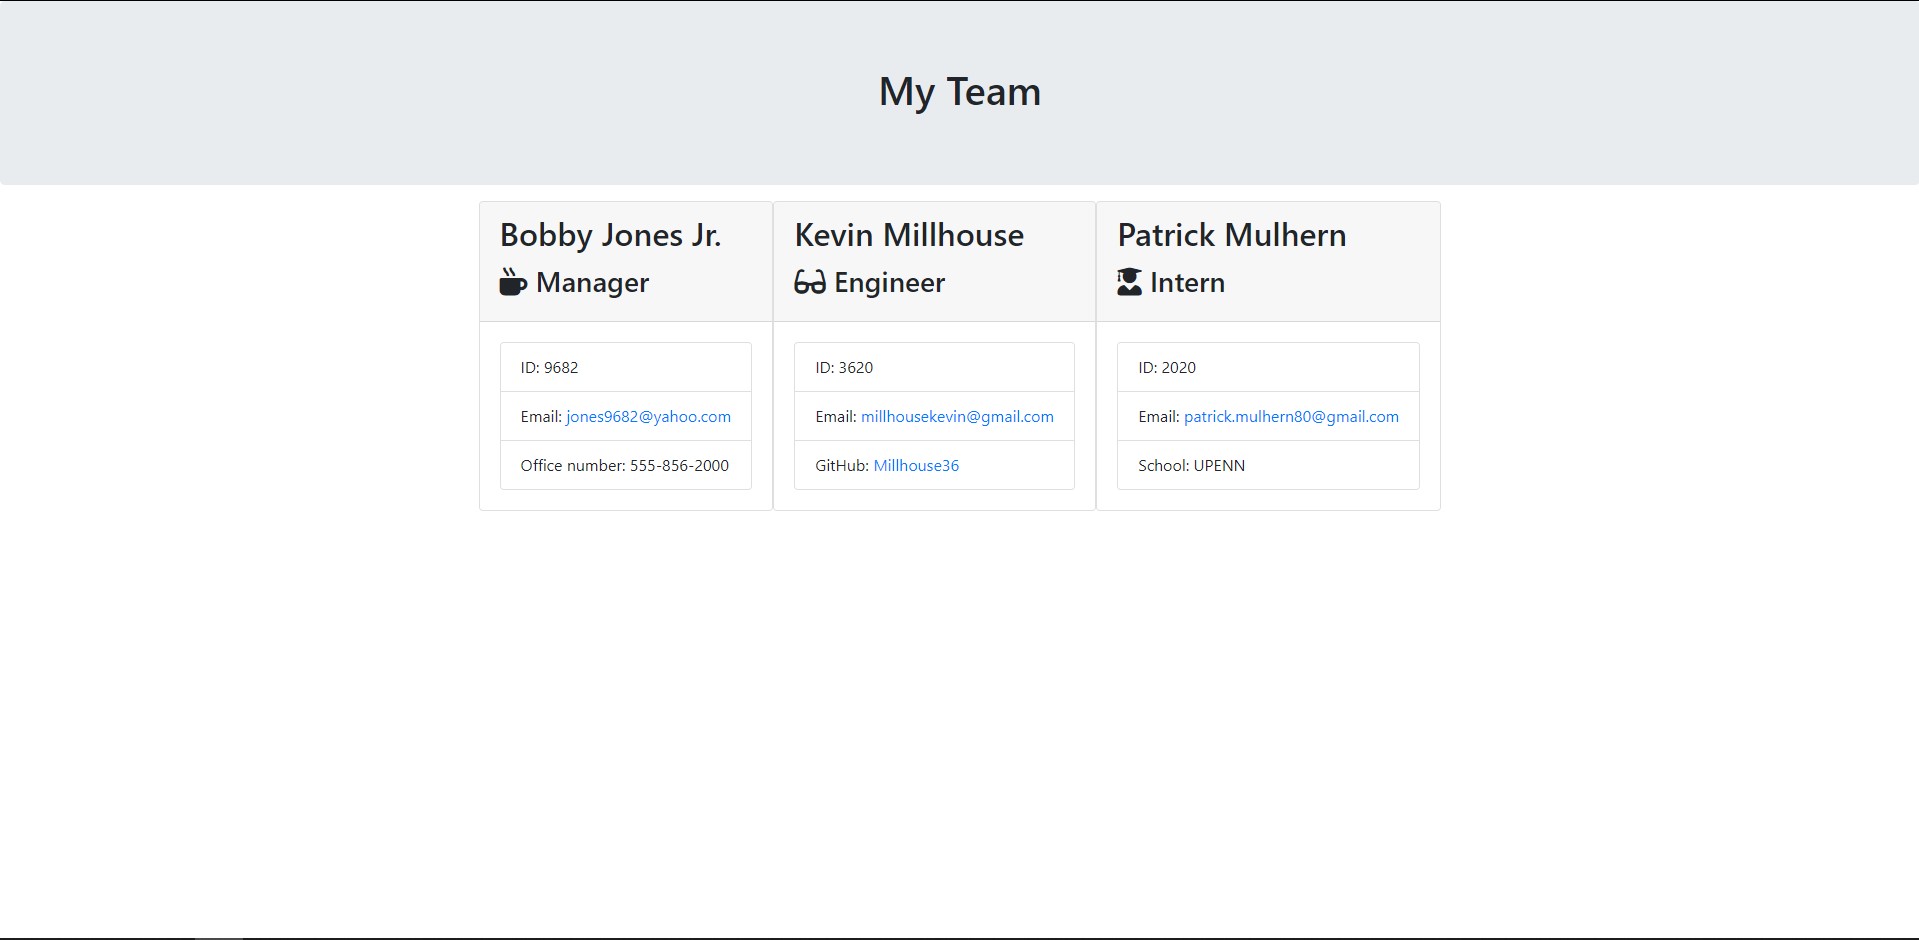 My Team
Bobby Jones Jr.
Manager
ID: 9682
Email: jones9682@yahoo.com
Office number: 555-856-2000
Kevin Millhouse
Engineer
ID: 3620
Email: millhousekevin@gmail.com
GitHub: Millhouse36
Patrick Mulhern
Intern
ID: 2020
Email: patrick.mulhern80@gmail.com
School: UPENN